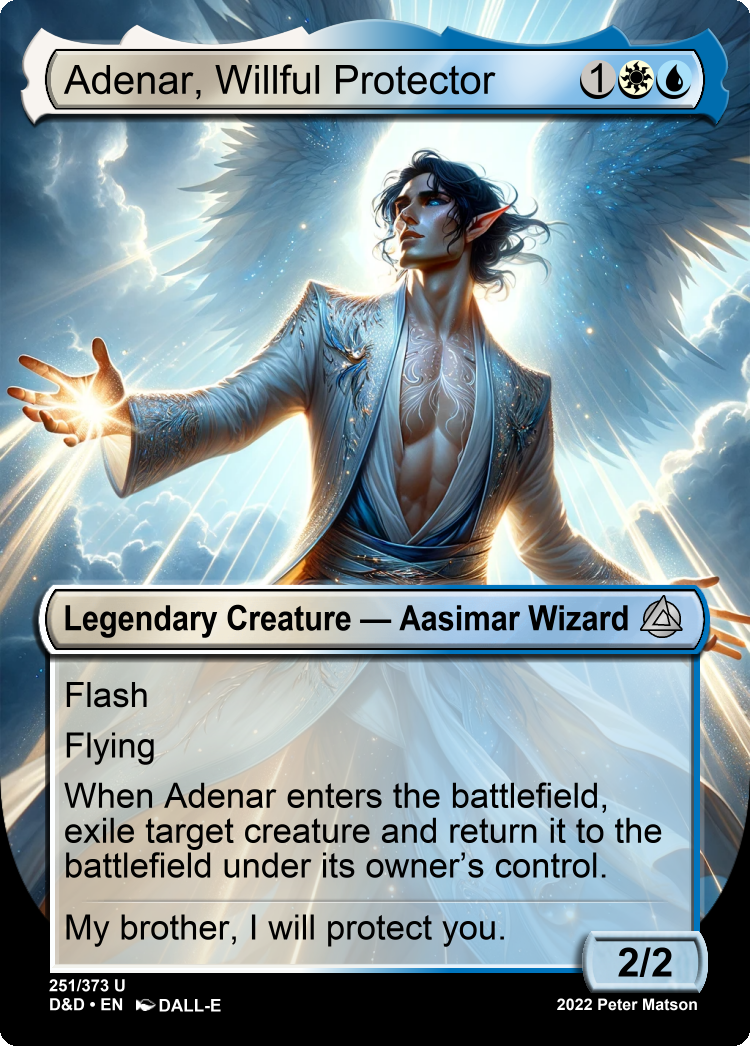 Adenar, Willful Protector 1
Legendary Creature — Aasimar Wizard
Flash
Flying
When Adenar enters the battlefield,
exile target creature and return it to the
battlefield under its owner’s control.
My brother, I will protect you.
2/2
251/373 U
D&D • EN DALL-E
2022 Peter Matson